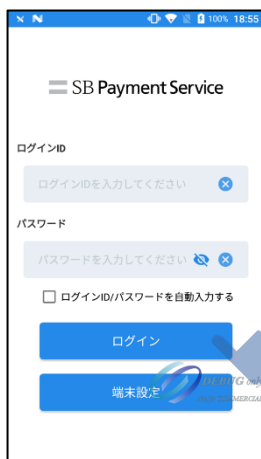 100% 18:55
SB Payment Service
ログインID
ログインIDを入力してください
パスワード
パスワードを入力してください
ログインID/パスワードを自動入力する
ログイン
端末設定
DEBUG only